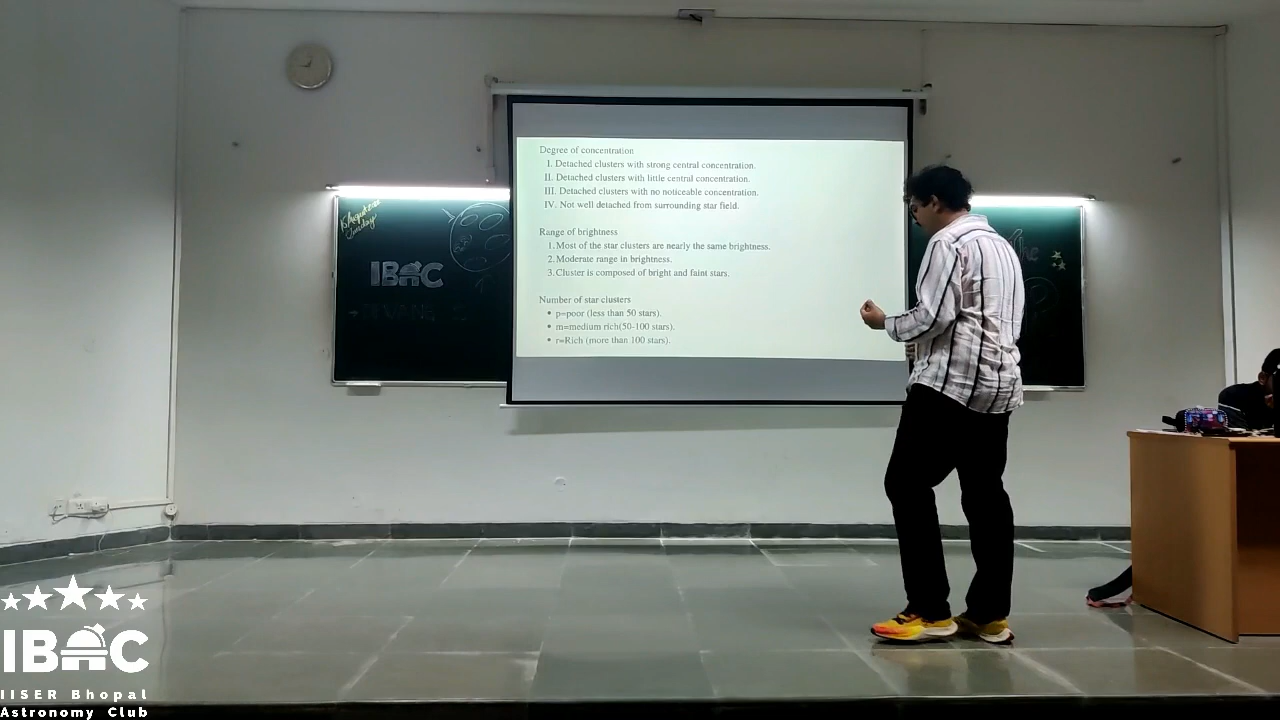 Degree of concentration
I. Detached clusters with strong central concentration.
II. Detached clusters with little central concentration.
III. Detached clusters with no noticeable concentration.
IV. Not well detached from surrounding star field.
Range of brightness
1. Most of the star clusters are nearly the same brightness.
2. Moderate range in brightness.
3. Cluster is composed of bright and faint stars.
Number of star clusters
• p=poor (less than 50 stars).
• m=medium rich(50-100 stars).
• r=Rich (more than 100 stars).
IBAC
IBAC
IISER Bhopal
Astronomy Club